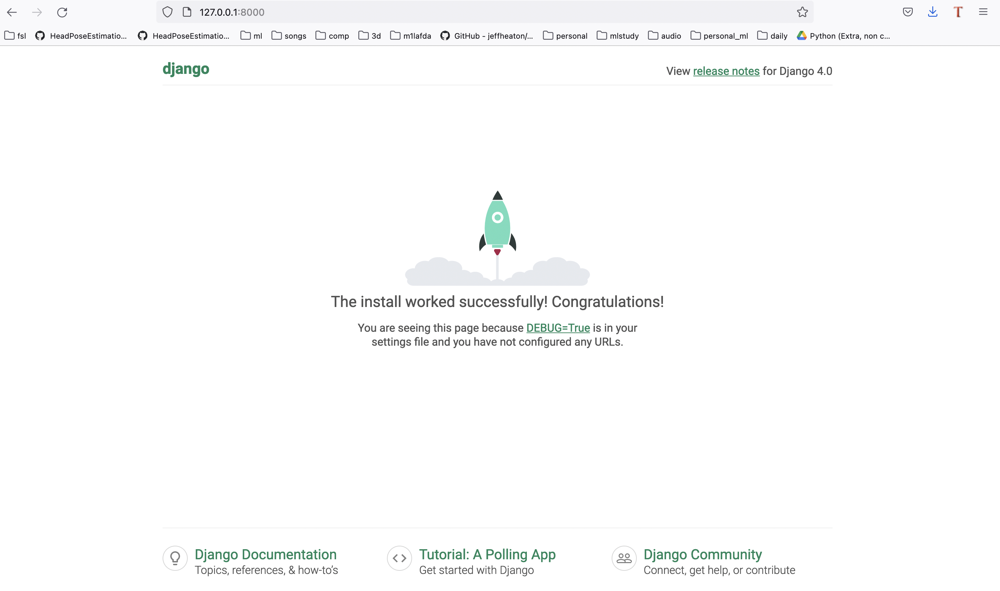 127.0.0.1:8000
fsl HeadPoseEstimatio... HeadPoseEstimatio... ml songs comp 3d m1lafda GitHub - jeffheaton/... personal mlstudy audio personal_ml daily Python (Extra, non c...
django
View release notes for Django 4.0
The install worked successfully! Congratulations!
You are seeing this page because DEBUG=True is in your
settings file and you have not configured any URLs.
Django Documentation
Topics, references, & how-to’s
Tutorial: A Polling App
Get started with Django
Django Community
Connect, get help, or contribute